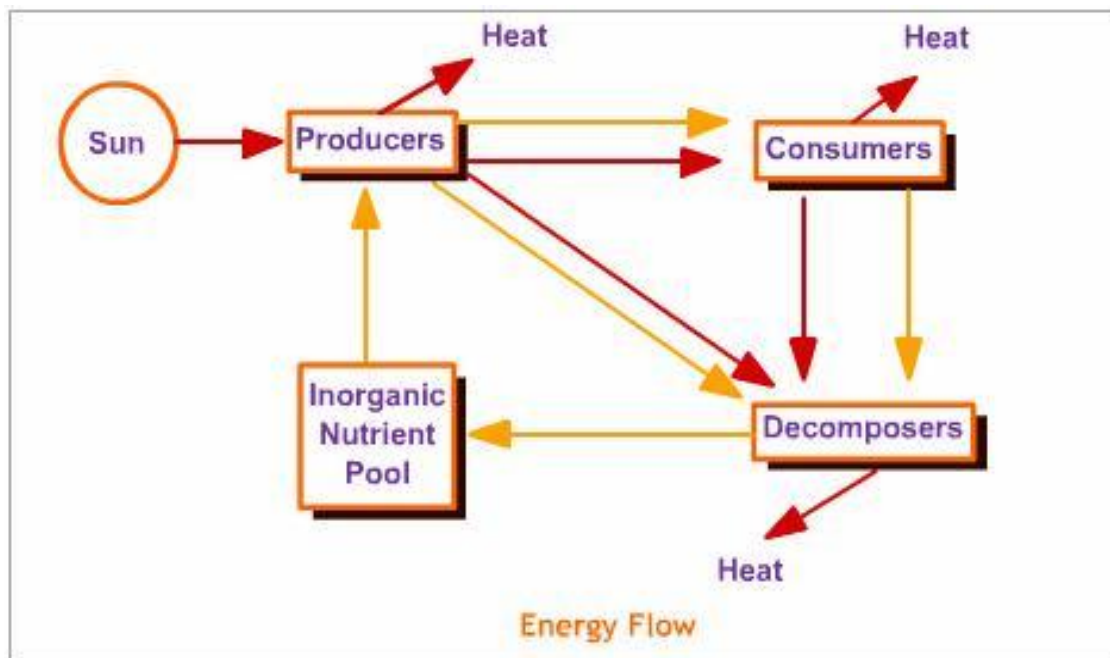 Heat
Heat
Sun
Producers
Consumers
Inorganic
Nutrient
Pool
Decomposers
Heat
Energy Flow